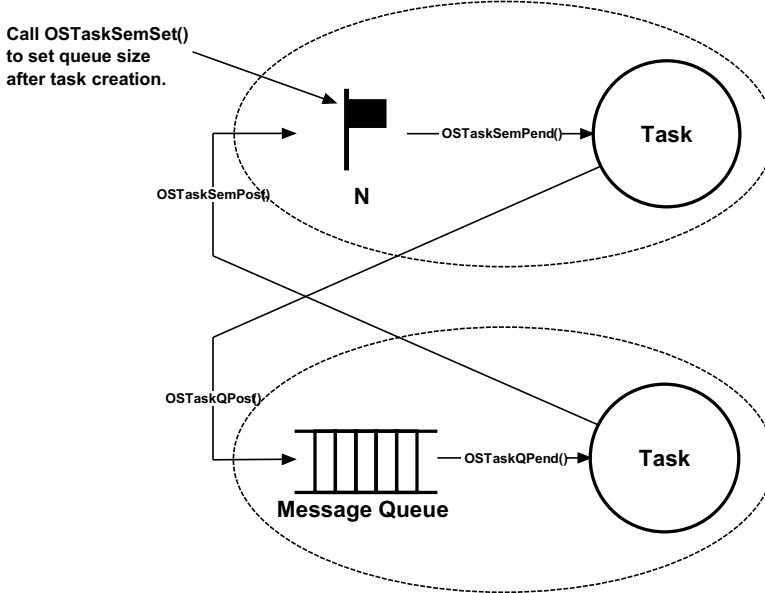 Call OSTaskSemSet()
to set queue size
after task creation.
OSTaskSemPend()
Task
OSTaskSemPost()
N
OSTaskQPost()
OSTaskQPend()
Task
Message Queue